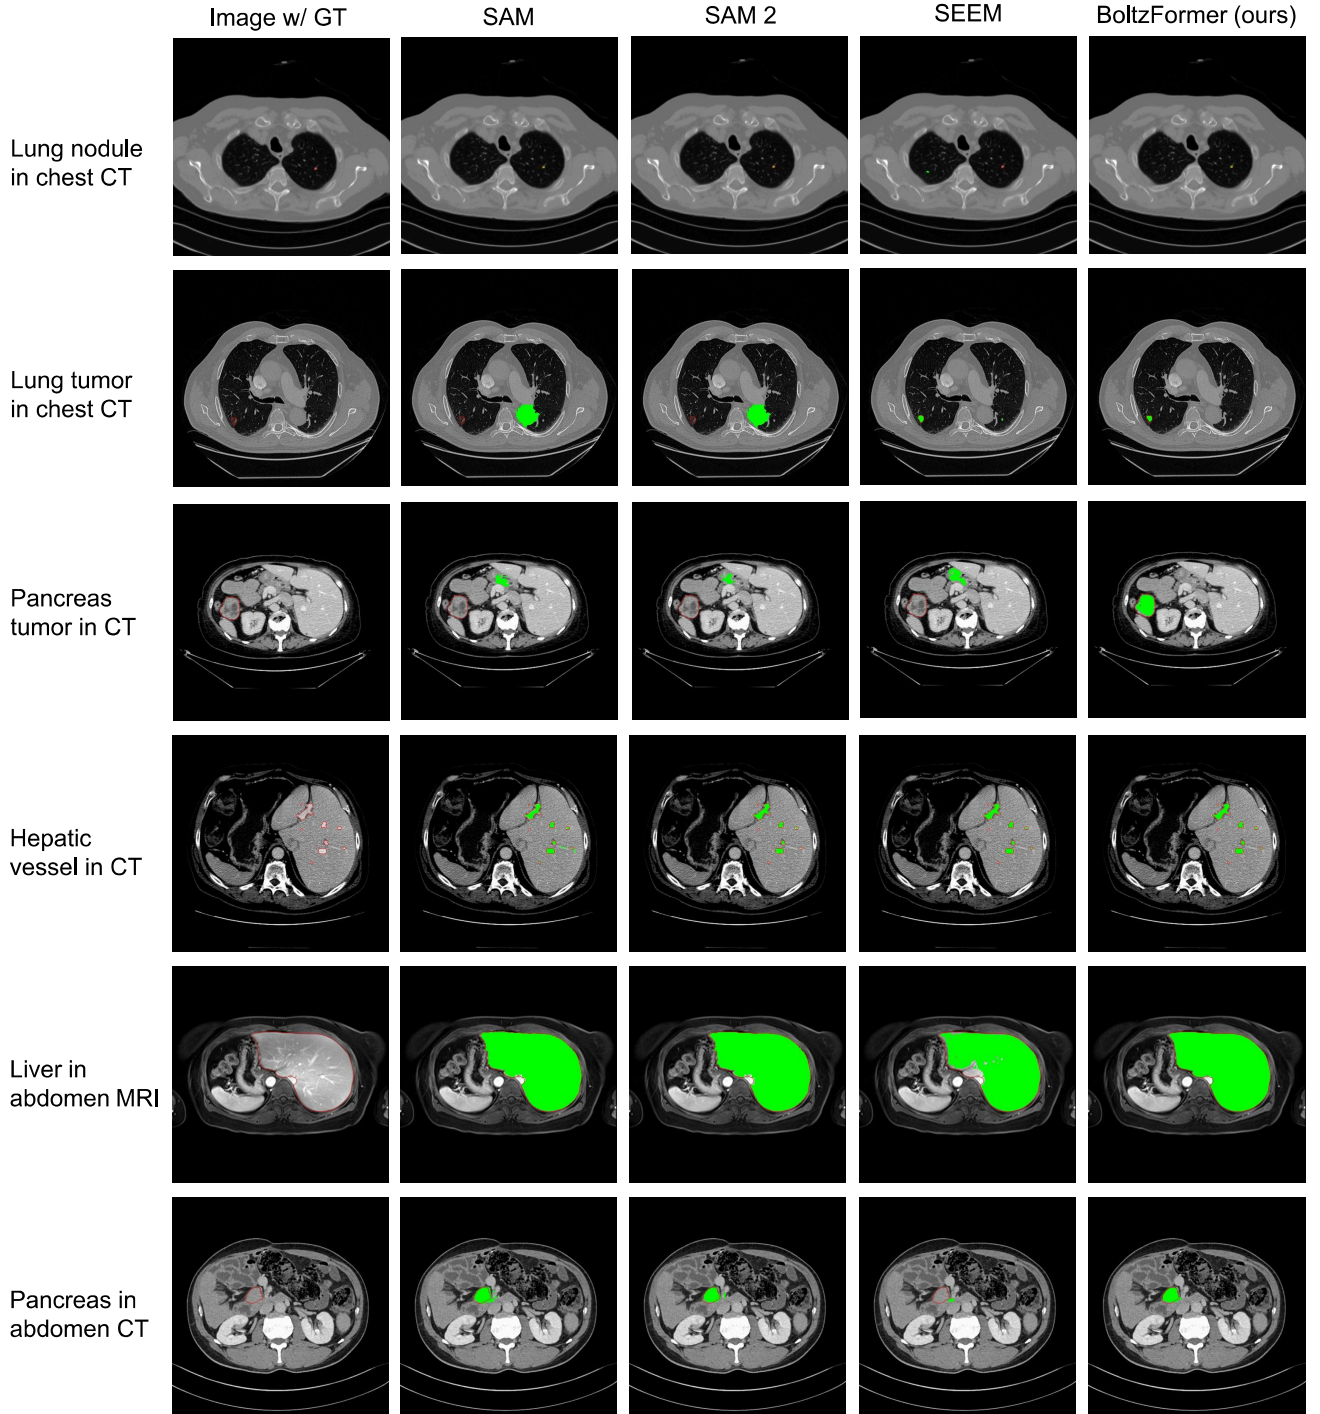 Image w/ GT
SAM
SAM 2
SEEM
BoltzFormer (ours)
Lung nodule
in chest CT
Lung tumor
in chest CT
Pancreas
tumor in CT
Hepatic
vessel in CT
Liver in
abdomen MRI
Pancreas in
abdomen CT